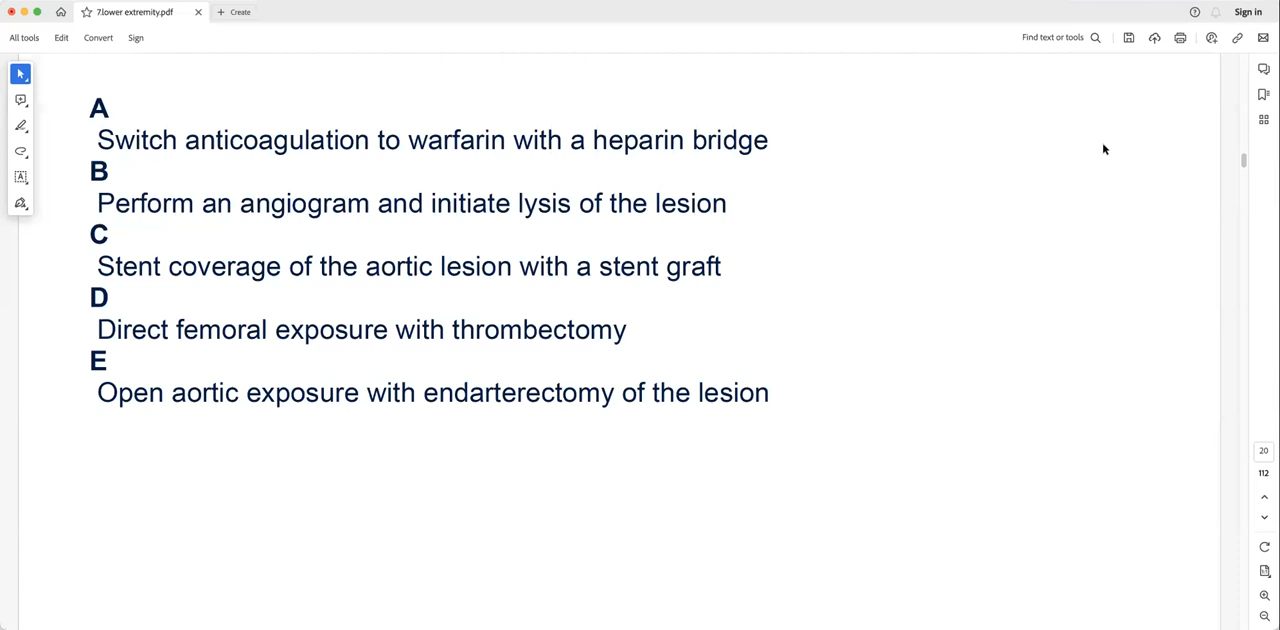 7.lower extremity.pdf
Create
Sign in
All tools Edit Convert Sign
Find text or tools
A
Switch anticoagulation to warfarin with a heparin bridge
B
Perform an angiogram and initiate lysis of the lesion
C
Stent coverage of the aortic lesion with a stent graft
D
Direct femoral exposure with thrombectomy
E
Open aortic exposure with endarterectomy of the lesion
20
112